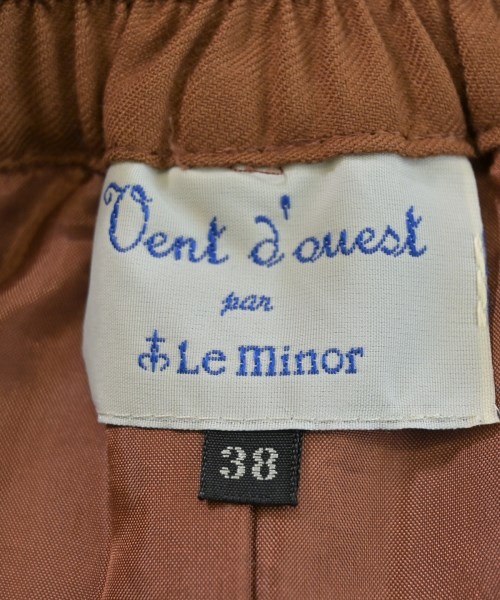 Vent d'ouest
par
Le minor
38